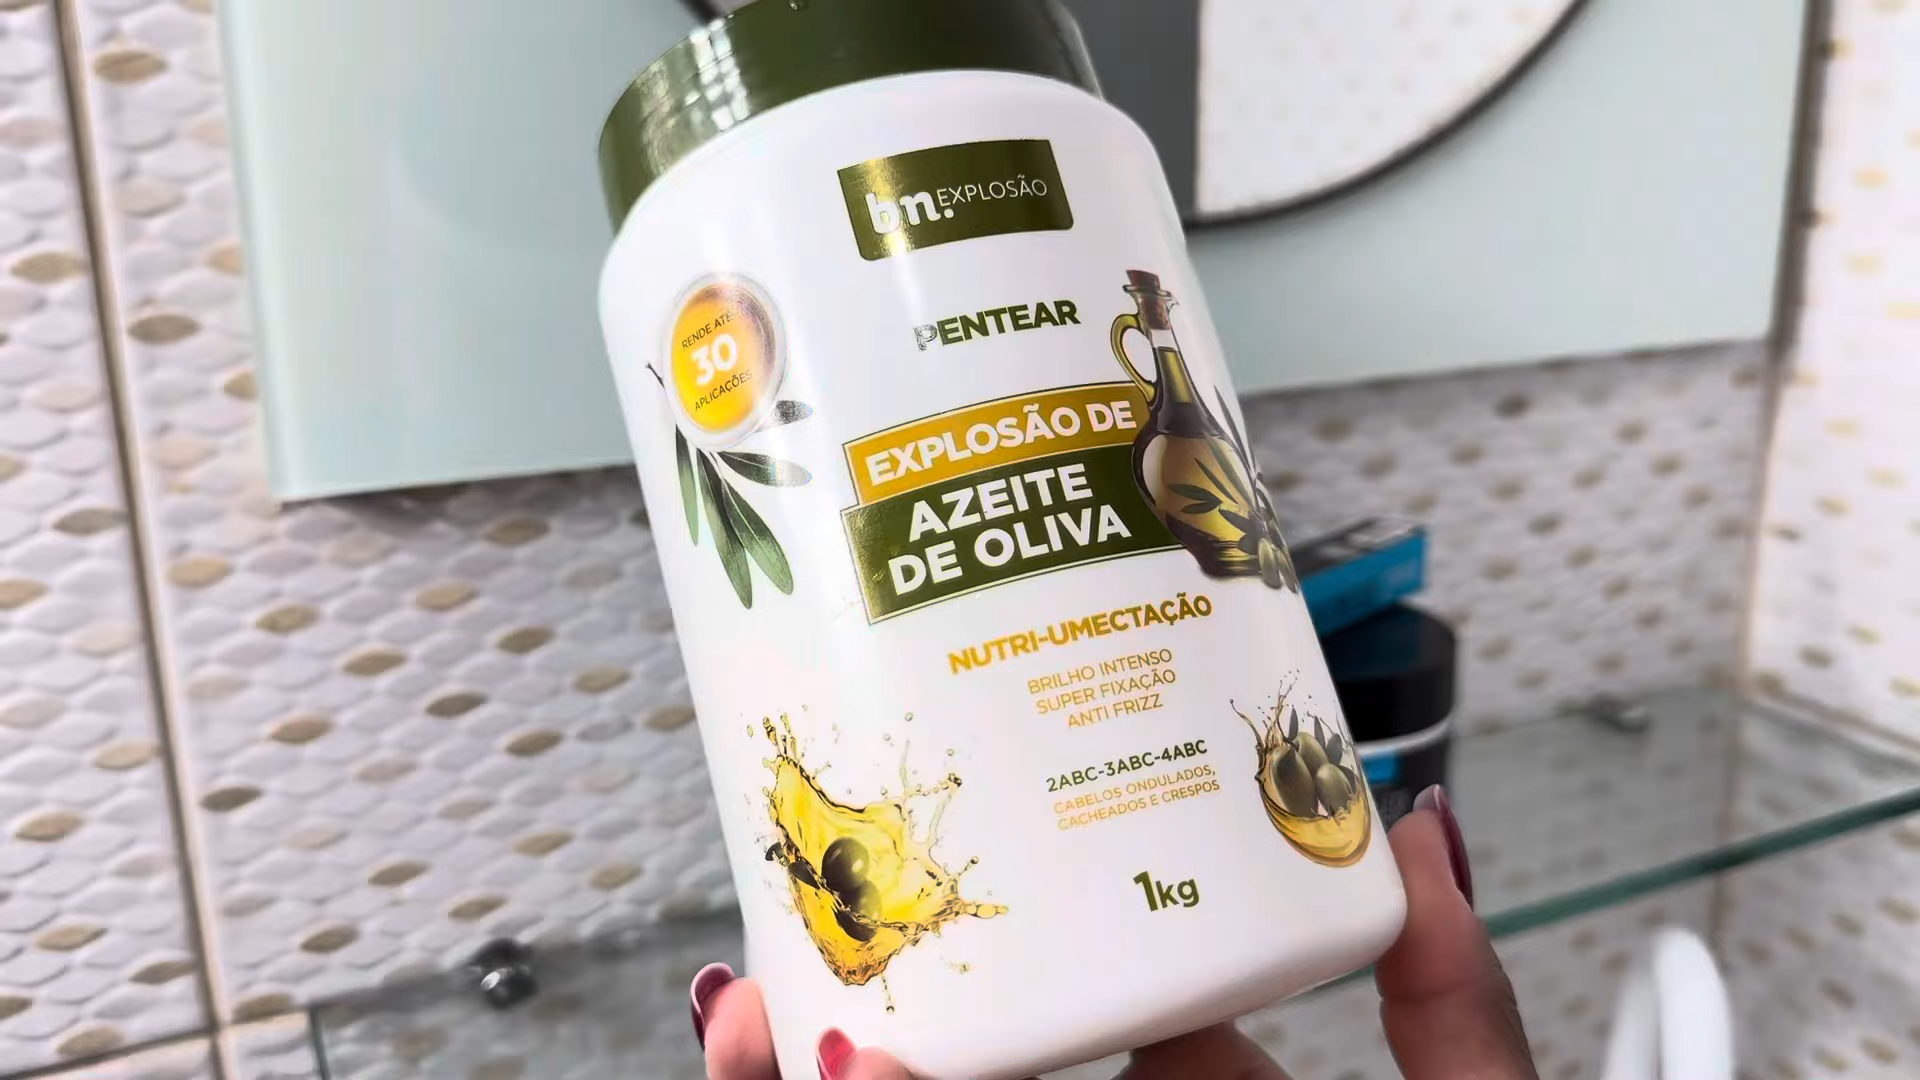 bm. EXPLOSÃO
PENTEAR
RENDE ATÉ
30
APLICAÇÕES
EXPLOSÃO DE
AZEITE
DE OLIVA
NUTRI-UMECTAÇÃO
BRILHO INTENSO
SUPER FIXAÇÃO
ANTI FRIZZ
2ABC-3ABC-4ABC
CABELOS ONDULADOS,
CACHEADOS E CRESPOS
1kg